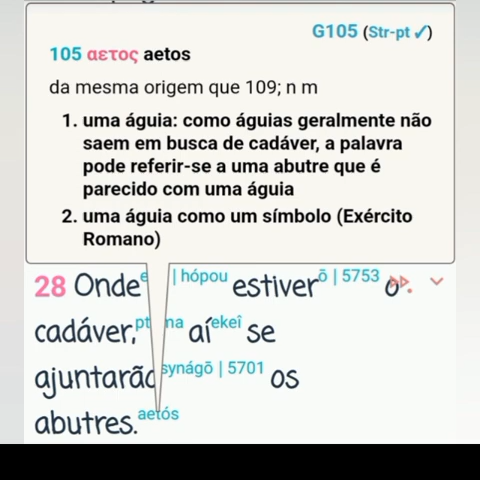 G105 (Str-pt ✓)
105 αετος aetos
da mesma origem que 109; n m
1. uma águia: como águias geralmente não
saem em busca de cadáver, a palavra
pode referir-se a uma abutre que é
parecido com uma águia
2. uma águia como um símbolo (Exército
Romano)
28 Onde | hópou estiver ō | 5753 o
cadáver, aí ekeî se
ajuntarão synágō | 5701 os
abutres. aetós